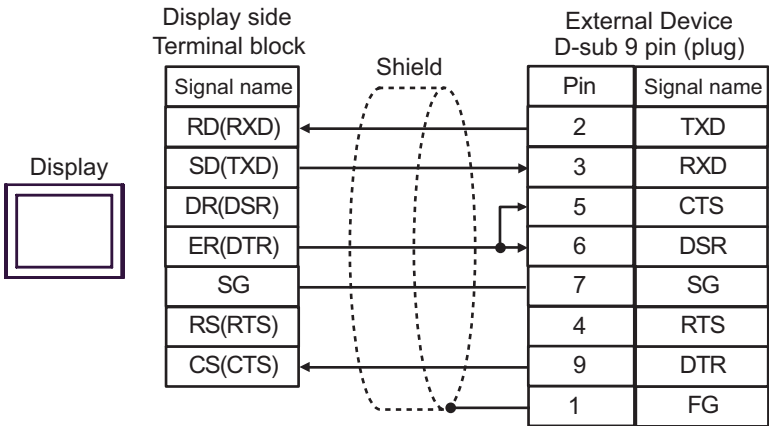 Display side
Terminal block
External Device
D-sub 9 pin (plug)
Shield
Signal name
Pin
Signal name
RD(RXD)
2
TXD
Display
SD(TXD)
3
RXD
DR(DSR)
5
CTS
ER(DTR)
6
DSR
SG
7
SG
RS(RTS)
4
RTS
CS(CTS)
9
DTR
1
FG